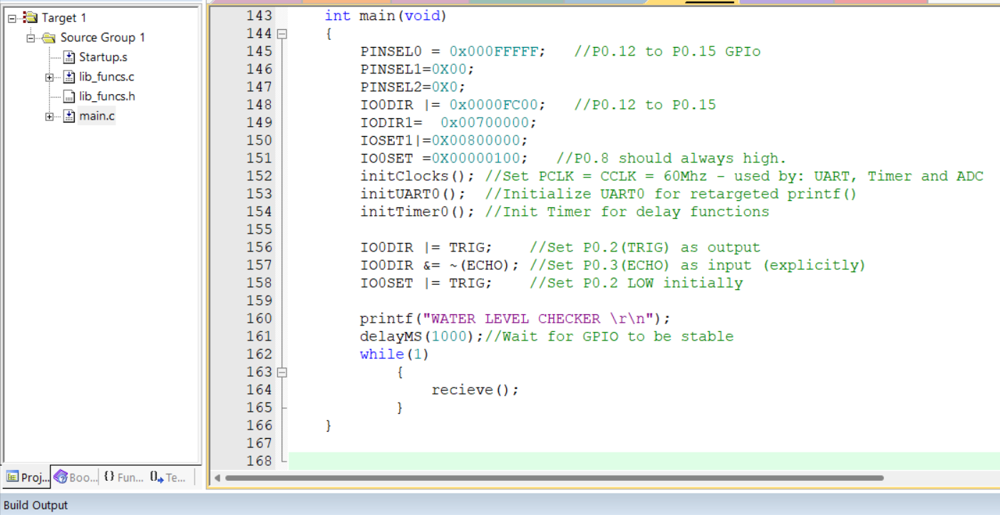 Target 1
Source Group 1
Startup.s
lib_funcs.c
lib_funcs.h
main.c
Proj...
Boo...
{} Fun...
Te...
143 int main(void)
144 {
145 PINSEL0 = 0x000FFFFF; //P0.12 to P0.15 GPIo
146 PINSEL1=0X00;
147 PINSEL2=0X0;
148 IO0DIR |= 0x0000FC00; //P0.12 to P0.15
149 IODIR1= 0x00700000;
150 IOSET1|=0X00800000;
151 IO0SET =0X00000100; //P0.8 should always high.
152 initClocks(); //Set PCLK = CCLK = 60Mhz - used by: UART, Timer and ADC
153 initUART0(); //Initialize UART0 for retargeted printf()
154 initTimer0(); //Init Timer for delay functions
155
156 IO0DIR |= TRIG; //Set P0.2(TRIG) as output
157 IO0DIR &= ~(ECHO); //Set P0.3(ECHO) as input (explicitly)
158 IO0SET |= TRIG; //Set P0.2 LOW initially
159
160 printf("WATER LEVEL CHECKER \r\n");
161 delayMS(1000);//Wait for GPIO to be stable
162 while(1)
163 {
164 recieve();
165 }
166 }
167
168
Build Output